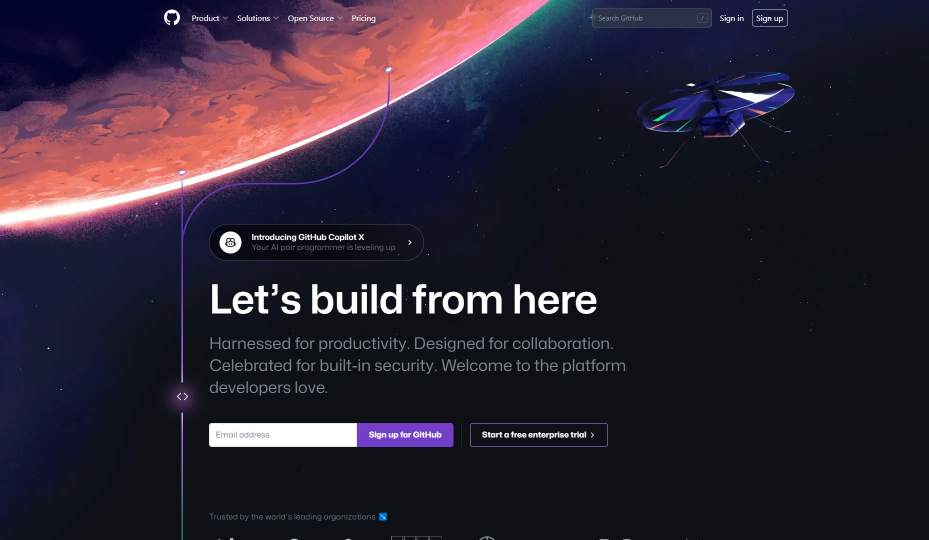 Product
Solutions
Open Source
Pricing
Search GitHub
/
Sign in
Sign up
Introducing GitHub Copilot X
Your AI pair programmer is leveling up
Let's build from here
Harnessed for productivity. Designed for collaboration.
Celebrated for built-in security. Welcome to the platform
developers love.
Email address
Sign up for GitHub
Start a free enterprise trial
Trusted by the world's leading organizations